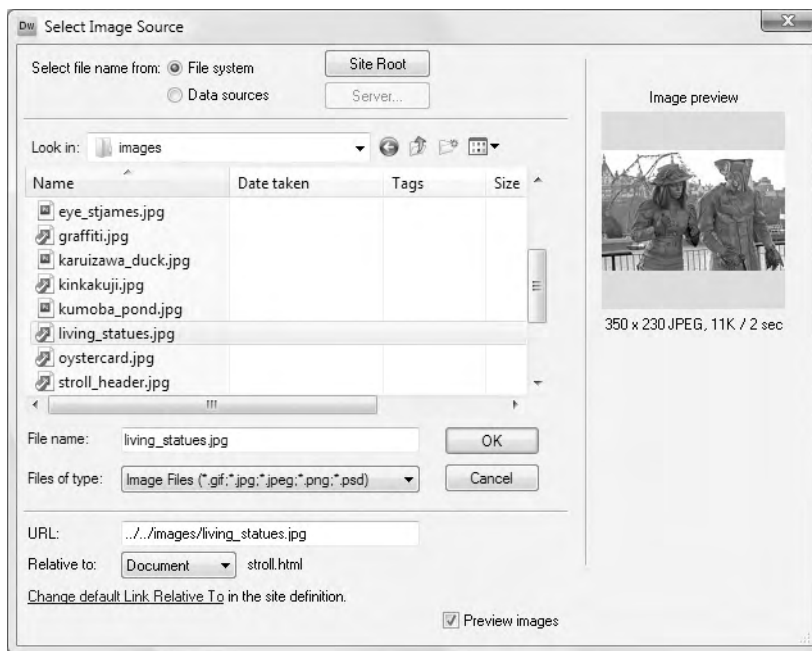 Dw Select Image Source
Select file name from: File system
Site Root
Data sources
Server...
Image preview
Look in: images
Name Date taken Tags Size
eye_stjames.jpg
graffiti.jpg
karuizawa_duck.jpg
kinkakuji.jpg
kumoba_pond.jpg
living_statues.jpg
oystercard.jpg
stroll_header.jpg
350 x 230 JPEG, 11K / 2 sec
File name: living_statues.jpg
OK
Files of type: Image Files (*.gif;*.jpg;*.jpeg;*.png;*.psd)
Cancel
URL: ../../images/living_statues.jpg
Relative to: Document stroll.html
Change default Link Relative To in the site definition.
Preview images